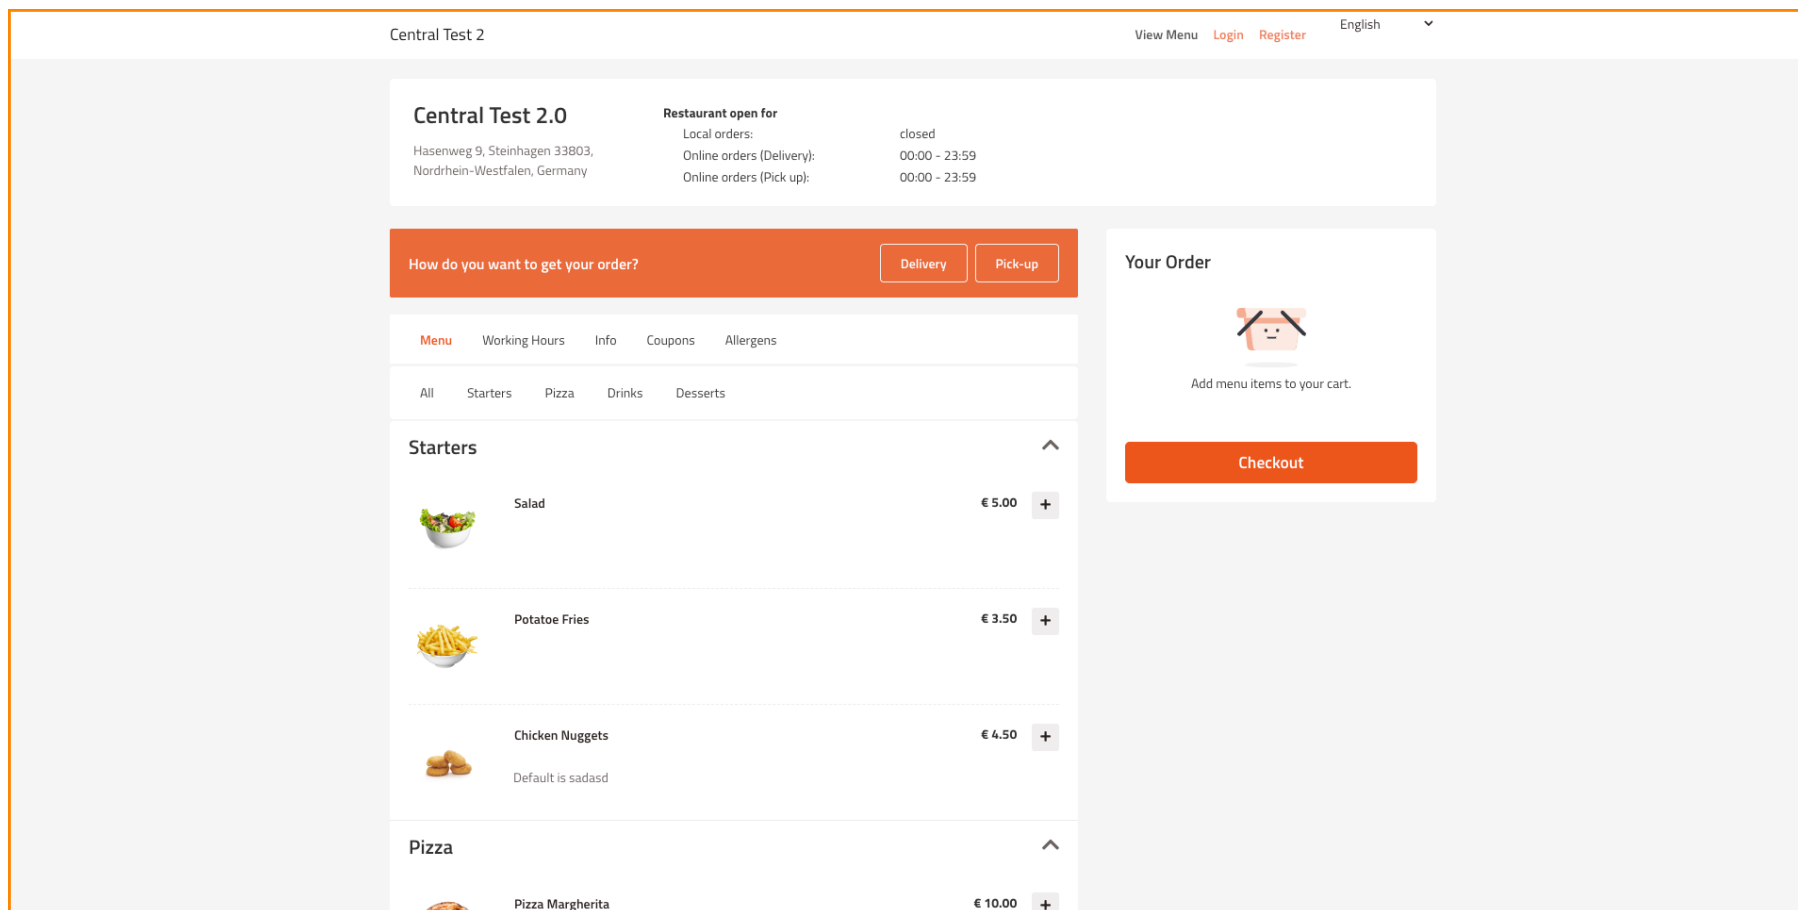 Central Test 2
View Menu Login Register English
Central Test 2.0
Hasenweg 9, Steinhagen 33803,
Nordrhein-Westfalen, Germany
Restaurant open for
Local orders: closed
Online orders (Delivery): 00:00 - 23:59
Online orders (Pick up): 00:00 - 23:59
How do you want to get your order? Delivery Pick-up
Menu Working Hours Info Coupons Allergens
All Starters Pizza Drinks Desserts
Starters
Salad € 5.00 +
Potatoe Fries € 3.50 +
Chicken Nuggets € 4.50 +
Default is sadasd
Pizza
Pizza Margherita € 10.00 +
Your Order
Add menu items to your cart.
Checkout